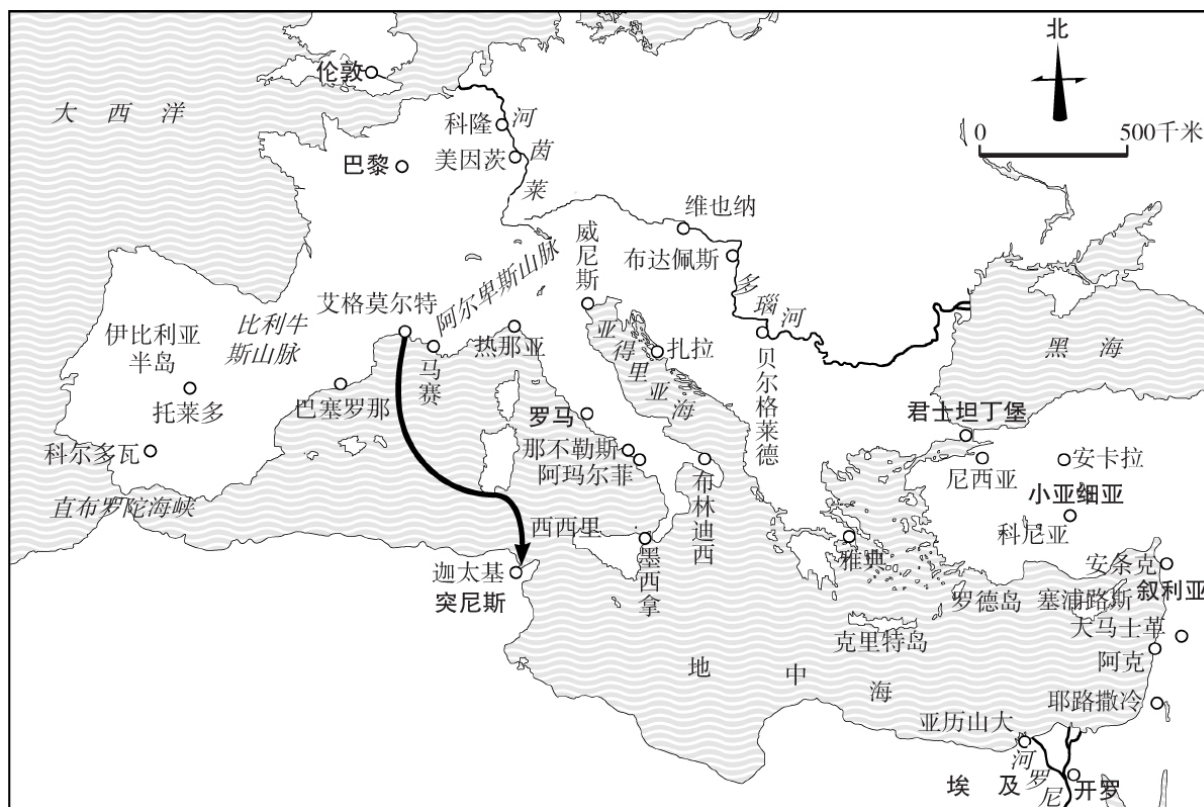 北
0 500千米
伦敦
大西洋
科隆
美因茨
莱茵河
巴黎
维也纳
布达佩斯
多瑙河
威尼斯
阿尔卑斯山脉
艾格莫尔特
马赛
热那亚
亚得里亚海
扎拉
贝尔格莱德
黑海
伊比利亚
半岛
比利牛
斯山脉
托莱多
巴塞罗那
科尔多瓦
直布罗陀海峡
罗马
那不勒斯
阿玛尔菲
布林迪西
君士坦丁堡
尼西亚
安卡拉
小亚细亚
科尼亚
西西里
墨西拿
雅典
迦太基
突尼斯
安条克
叙利亚
罗德岛
塞浦路斯
大马士革
克里特岛
阿克
地中海
耶路撒冷
亚历山大
尼罗河
埃及
开罗